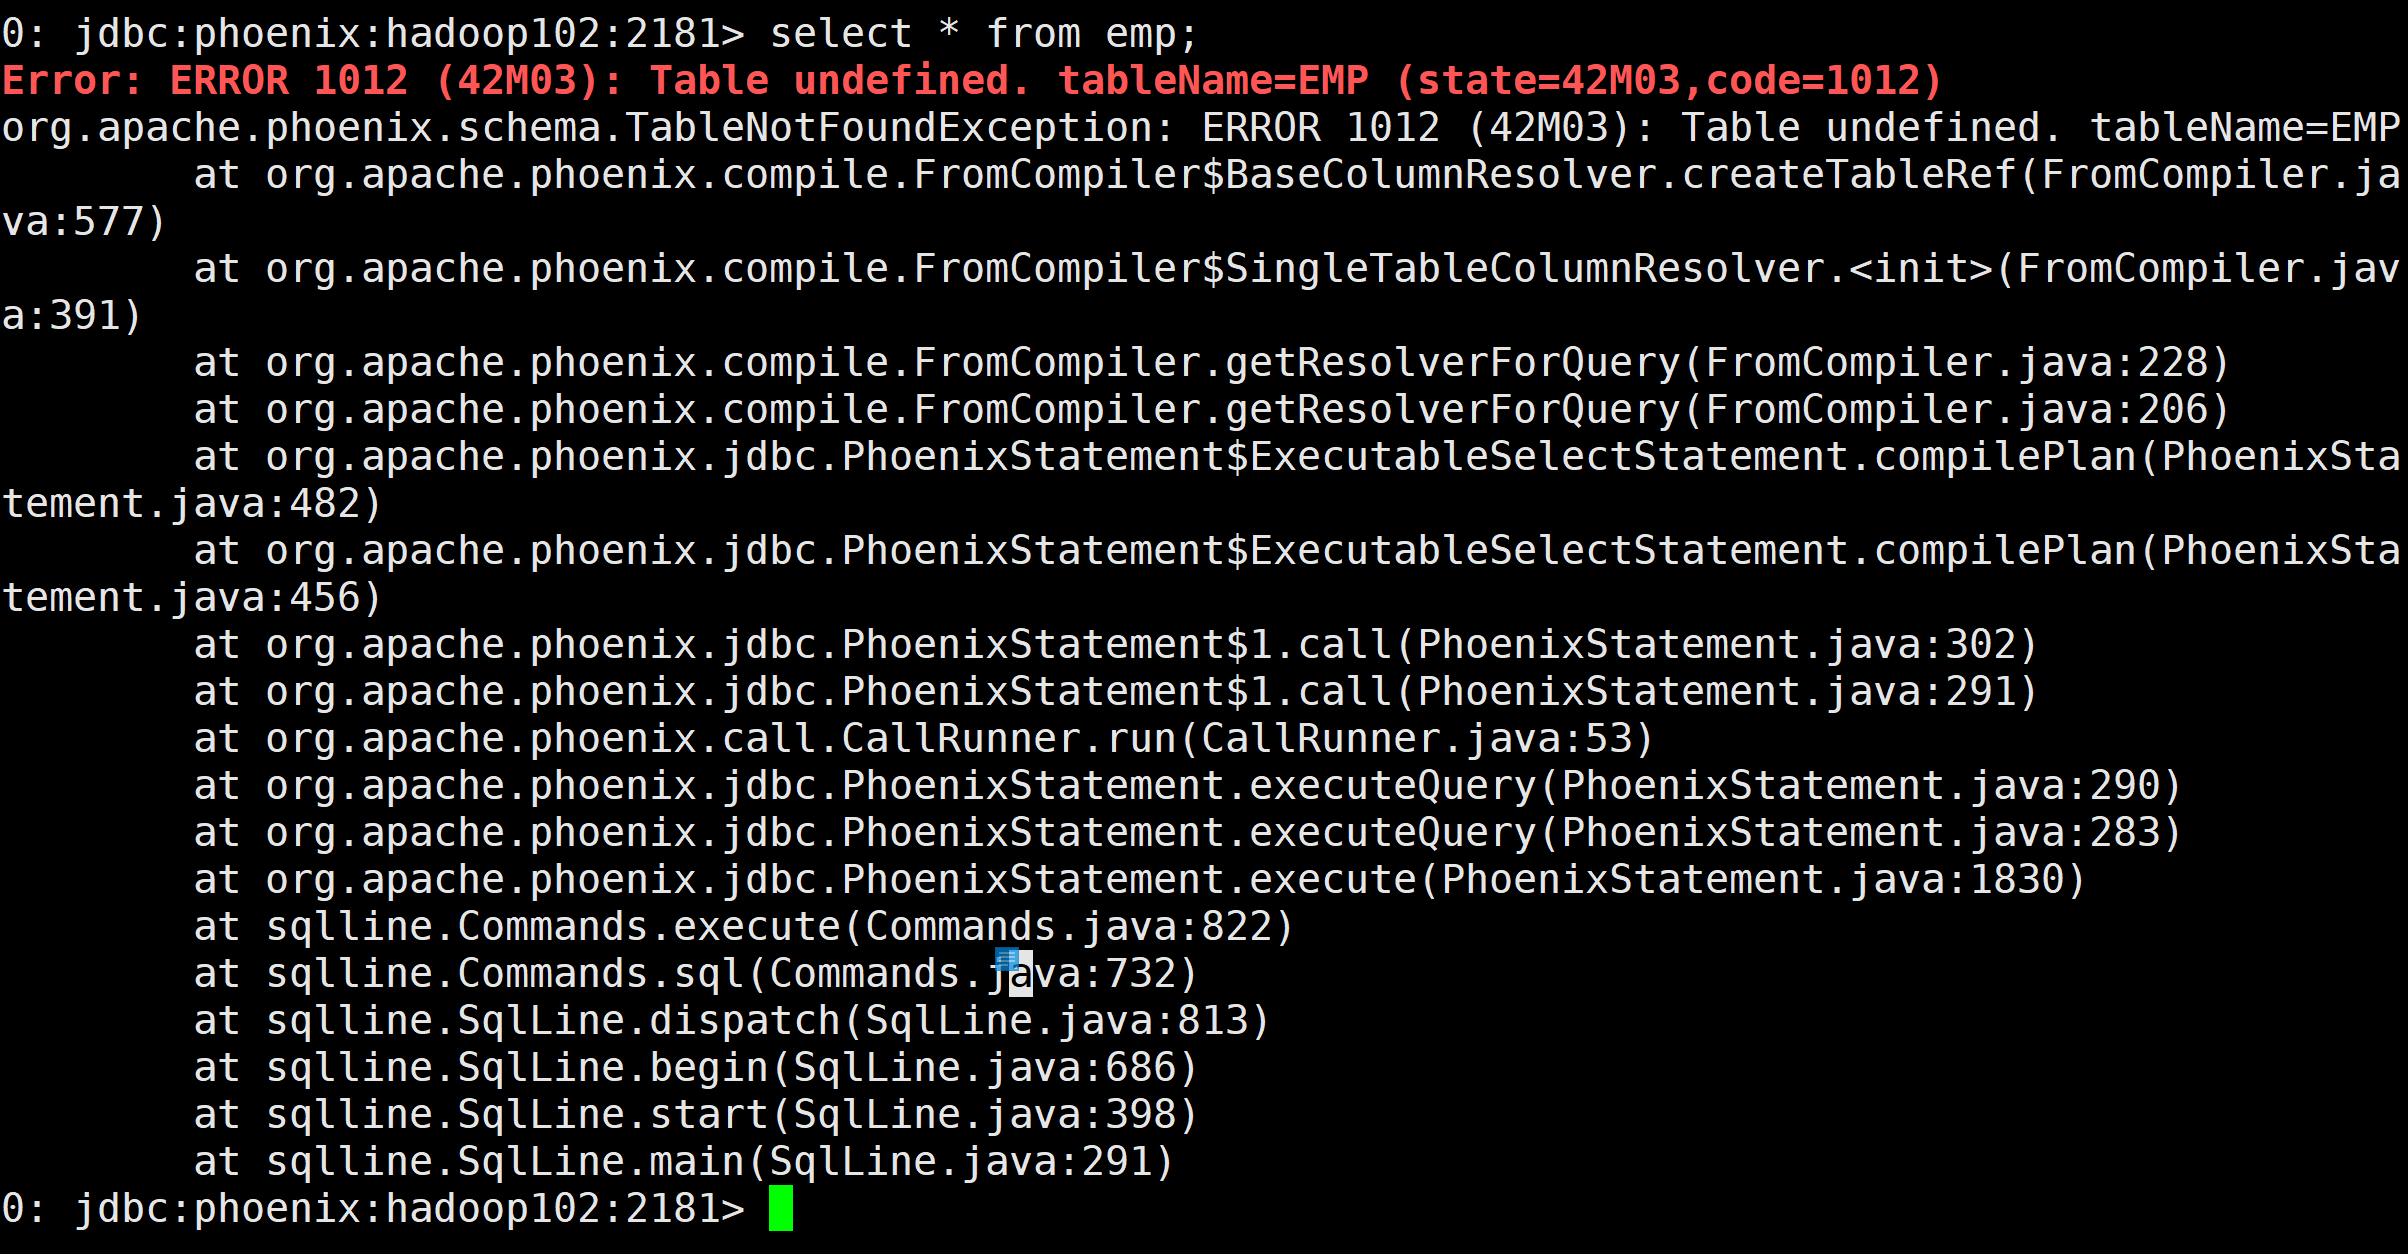 0: jdbc:phoenix:hadoop102:2181> select * from emp;
Error: ERROR 1012 (42M03): Table undefined. tableName=EMP (state=42M03,code=1012)
org.apache.phoenix.schema.TableNotFoundException: ERROR 1012 (42M03): Table undefined. tableName=EMP
        at org.apache.phoenix.compile.FromCompiler$BaseColumnResolver.createTableRef(FromCompiler.ja
va:577)
        at org.apache.phoenix.compile.FromCompiler$SingleTableColumnResolver.<init>(FromCompiler.jav
a:391)
        at org.apache.phoenix.compile.FromCompiler.getResolverForQuery(FromCompiler.java:228)
        at org.apache.phoenix.compile.FromCompiler.getResolverForQuery(FromCompiler.java:206)
        at org.apache.phoenix.jdbc.PhoenixStatement$ExecutableSelectStatement.compilePlan(PhoenixSta
tement.java:482)
        at org.apache.phoenix.jdbc.PhoenixStatement$ExecutableSelectStatement.compilePlan(PhoenixSta
tement.java:456)
        at org.apache.phoenix.jdbc.PhoenixStatement$1.call(PhoenixStatement.java:302)
        at org.apache.phoenix.jdbc.PhoenixStatement$1.call(PhoenixStatement.java:291)
        at org.apache.phoenix.call.CallRunner.run(CallRunner.java:53)
        at org.apache.phoenix.jdbc.PhoenixStatement.executeQuery(PhoenixStatement.java:290)
        at org.apache.phoenix.jdbc.PhoenixStatement.executeQuery(PhoenixStatement.java:283)
        at org.apache.phoenix.jdbc.PhoenixStatement.execute(PhoenixStatement.java:1830)
        at sqlline.Commands.execute(Commands.java:822)
        at sqlline.Commands.sql(Commands.java:732)
        at sqlline.SqlLine.dispatch(SqlLine.java:813)
        at sqlline.SqlLine.begin(SqlLine.java:686)
        at sqlline.SqlLine.start(SqlLine.java:398)
        at sqlline.SqlLine.main(SqlLine.java:291)
0: jdbc:phoenix:hadoop102:2181>